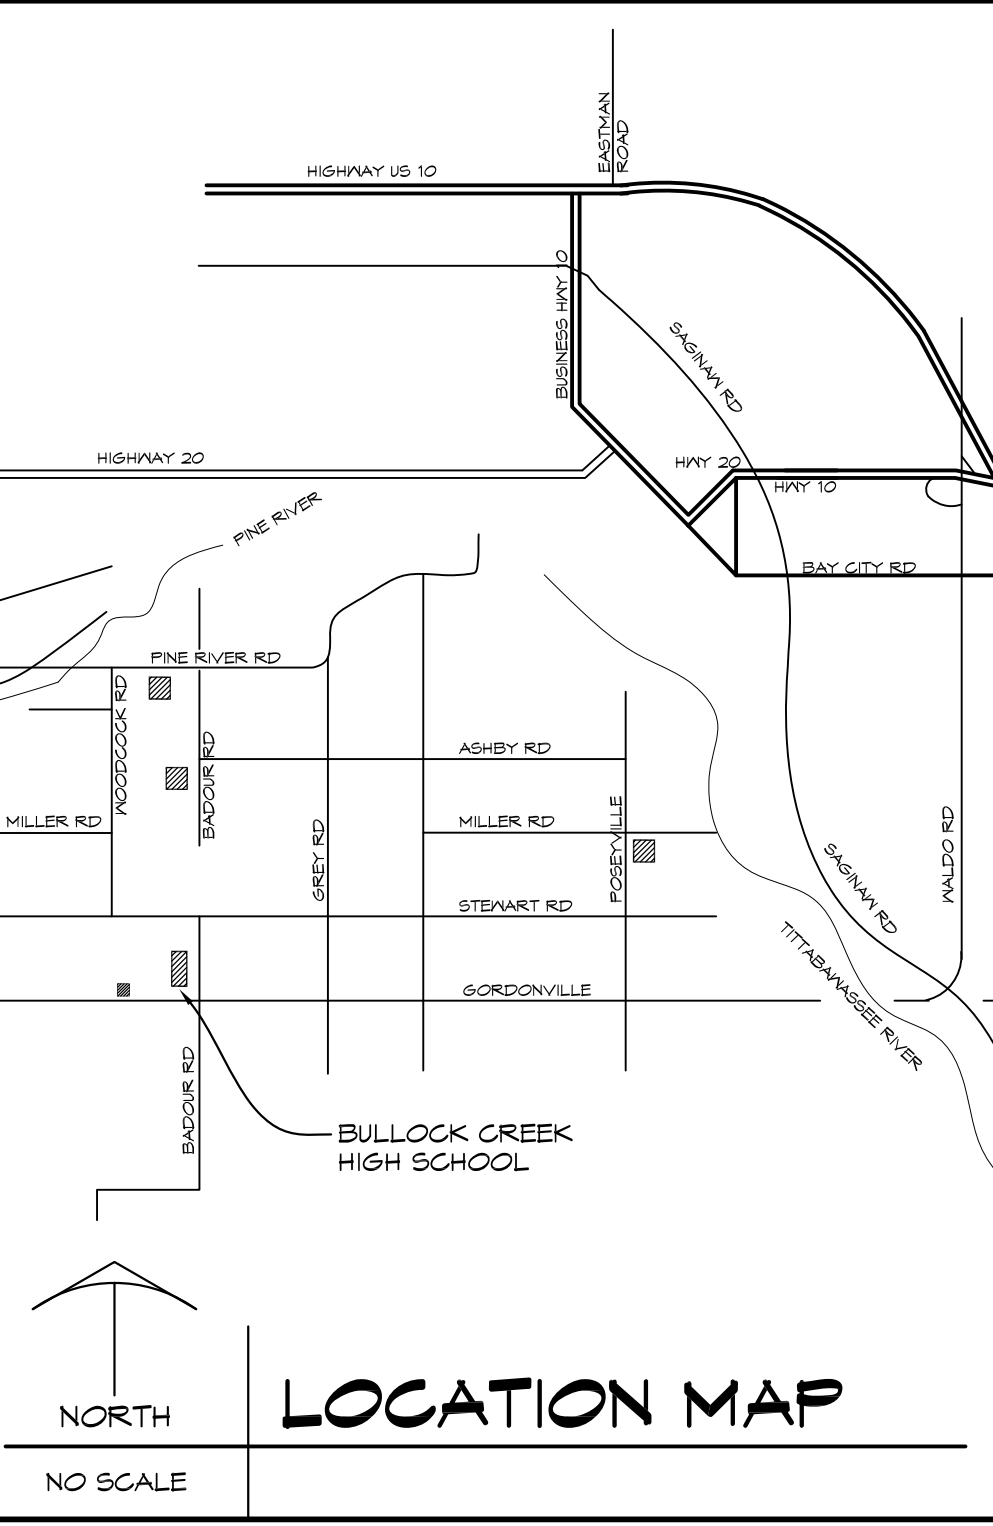 EASTMAN
ROAD
HIGHWAY US 10
BUSINESS HWY 10
SAGINAW RD
HIGHWAY 20
HWY 20
HWY 10
PINE RIVER
BAY CITY RD
PINE RIVER RD
WOODCOCK RD
BADOUR RD
ASHBY RD
MILLER RD
GREY RD
MILLER RD
POSEYVILLE
WALDO RD
SAGINAW RD
STEWART RD
TITTABAWASSEE RIVER
GORDONVILLE
BADOUR RD
BULLOCK CREEK
HIGH SCHOOL
NORTH
LOCATION MAP
NO SCALE